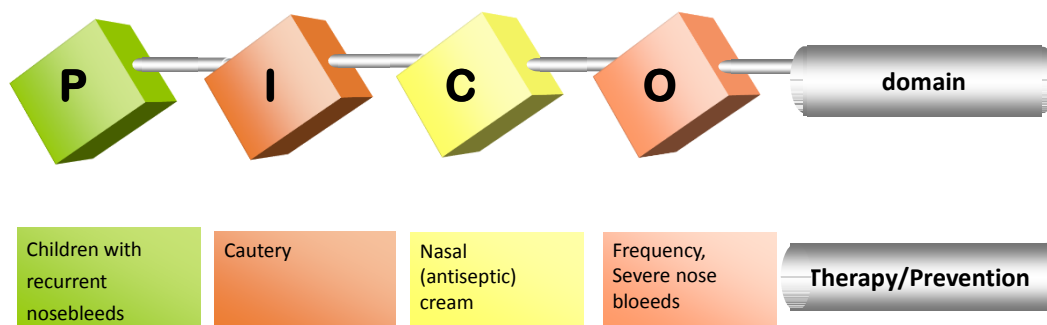 P
I
C
O
domain
Children with
recurrent
nosebleeds
Cautery
Nasal
(antiseptic)
cream
Frequency,
Severe nose
bloeeds
Therapy/Prevention